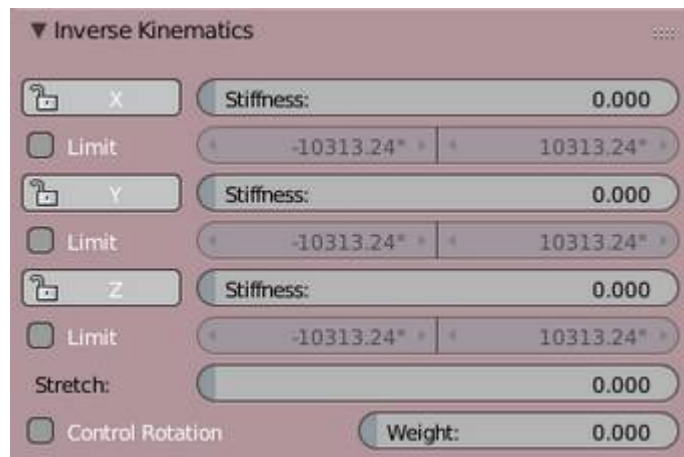 Inverse Kinematics
X Stiffness: 0.000
Limit -10313.24° 10313.24°
Y Stiffness: 0.000
Limit -10313.24° 10313.24°
Z Stiffness: 0.000
Limit -10313.24° 10313.24°
Stretch: 0.000
Control Rotation Weight: 0.000